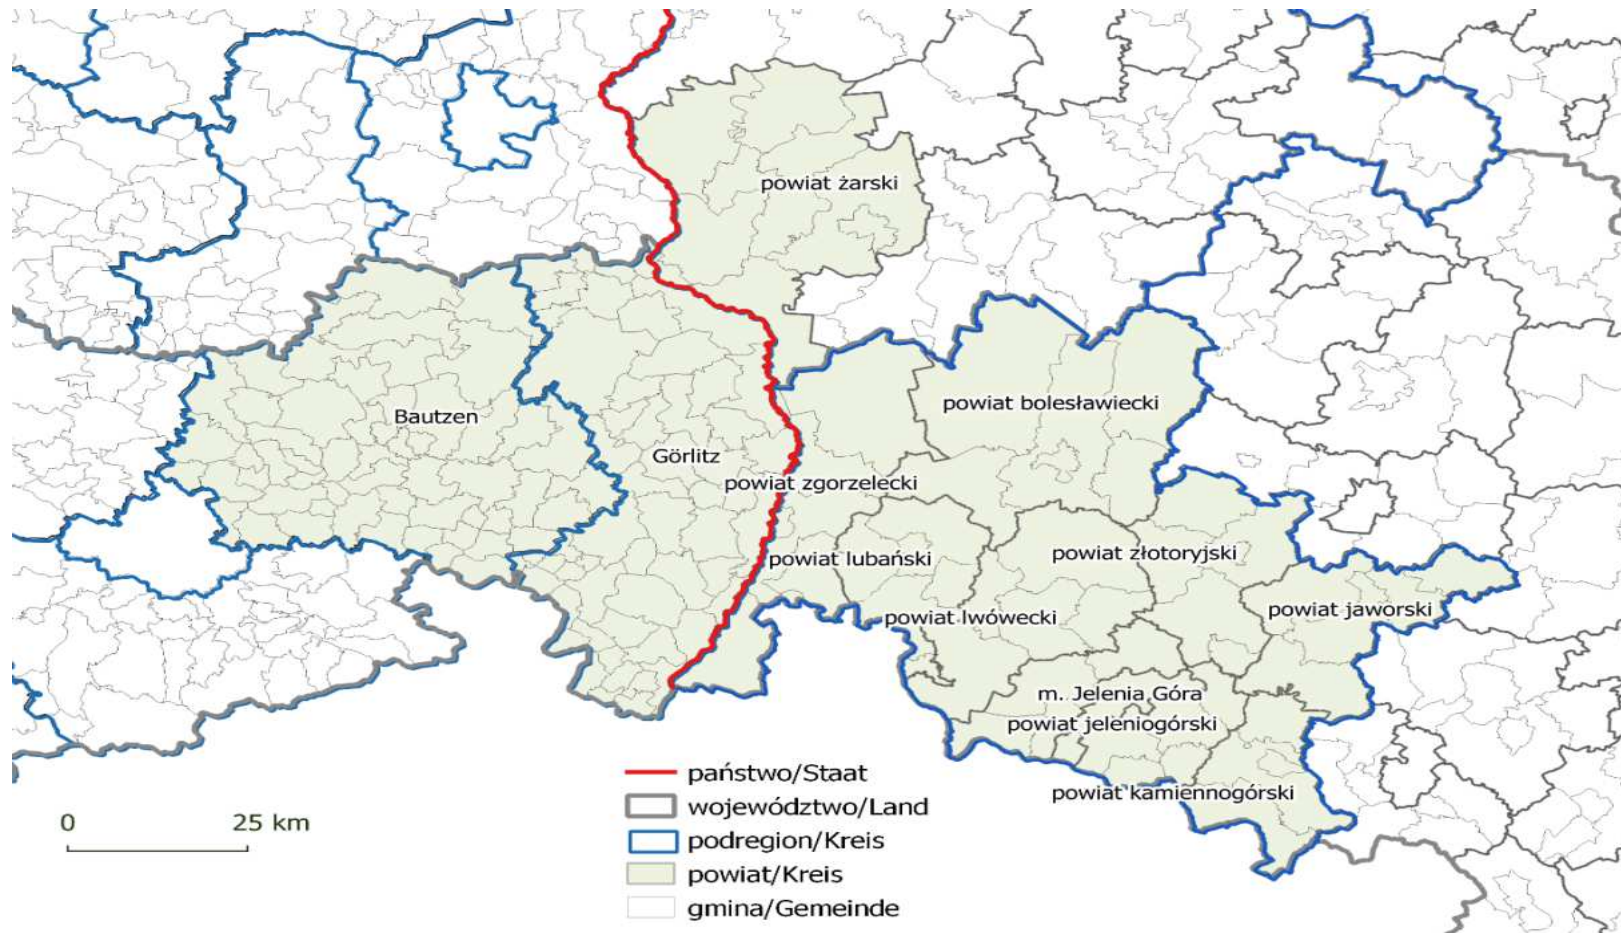 powiat żarski
powiat bolesławiecki
Bautzen
Görlitz
powiat zgorzelecki
powiat lubański
powiat złotoryjski
powiat jaworski
powiat lwówecki
m. Jelenia Góra
powiat jeleniogórski
powiat kamiennogórski
państwo/Staat
województwo/Land
podregion/Kreis
powiat/Kreis
gmina/Gemeinde
0 25 km